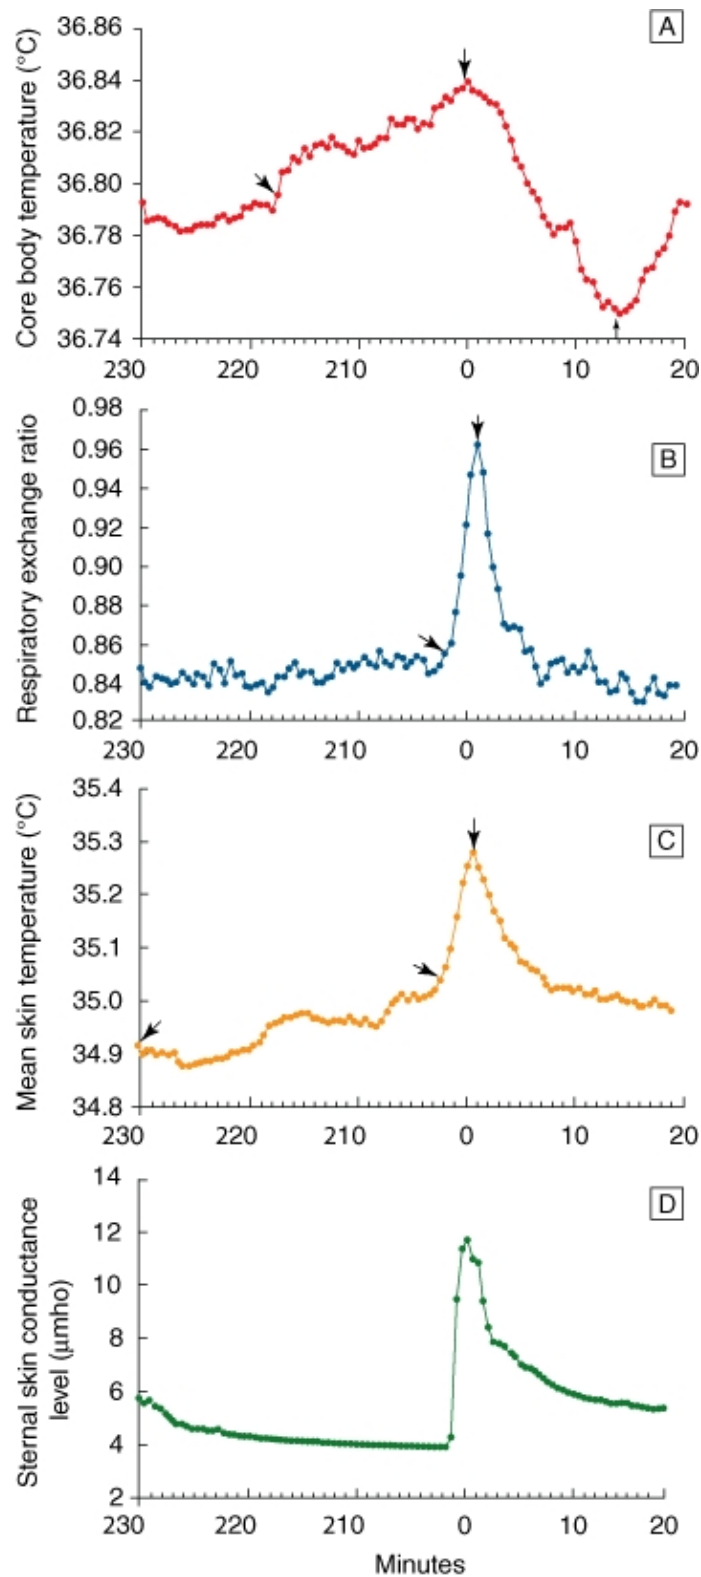 A
Core body temperature (°C)
36.86
36.84
36.82
36.80
36.78
36.76
36.74
230 220 210 0 10 20
B
Respiratory exchange ratio
0.98
0.96
0.94
0.92
0.90
0.88
0.86
0.84
0.82
230 220 210 0 10 20
C
Mean skin temperature (°C)
35.4
35.3
35.2
35.1
35.0
34.9
34.8
230 220 210 0 10 20
D
Sternal skin conductance
level (µmho)
14
12
10
8
6
4
2
230 220 210 0 10 20
Minutes